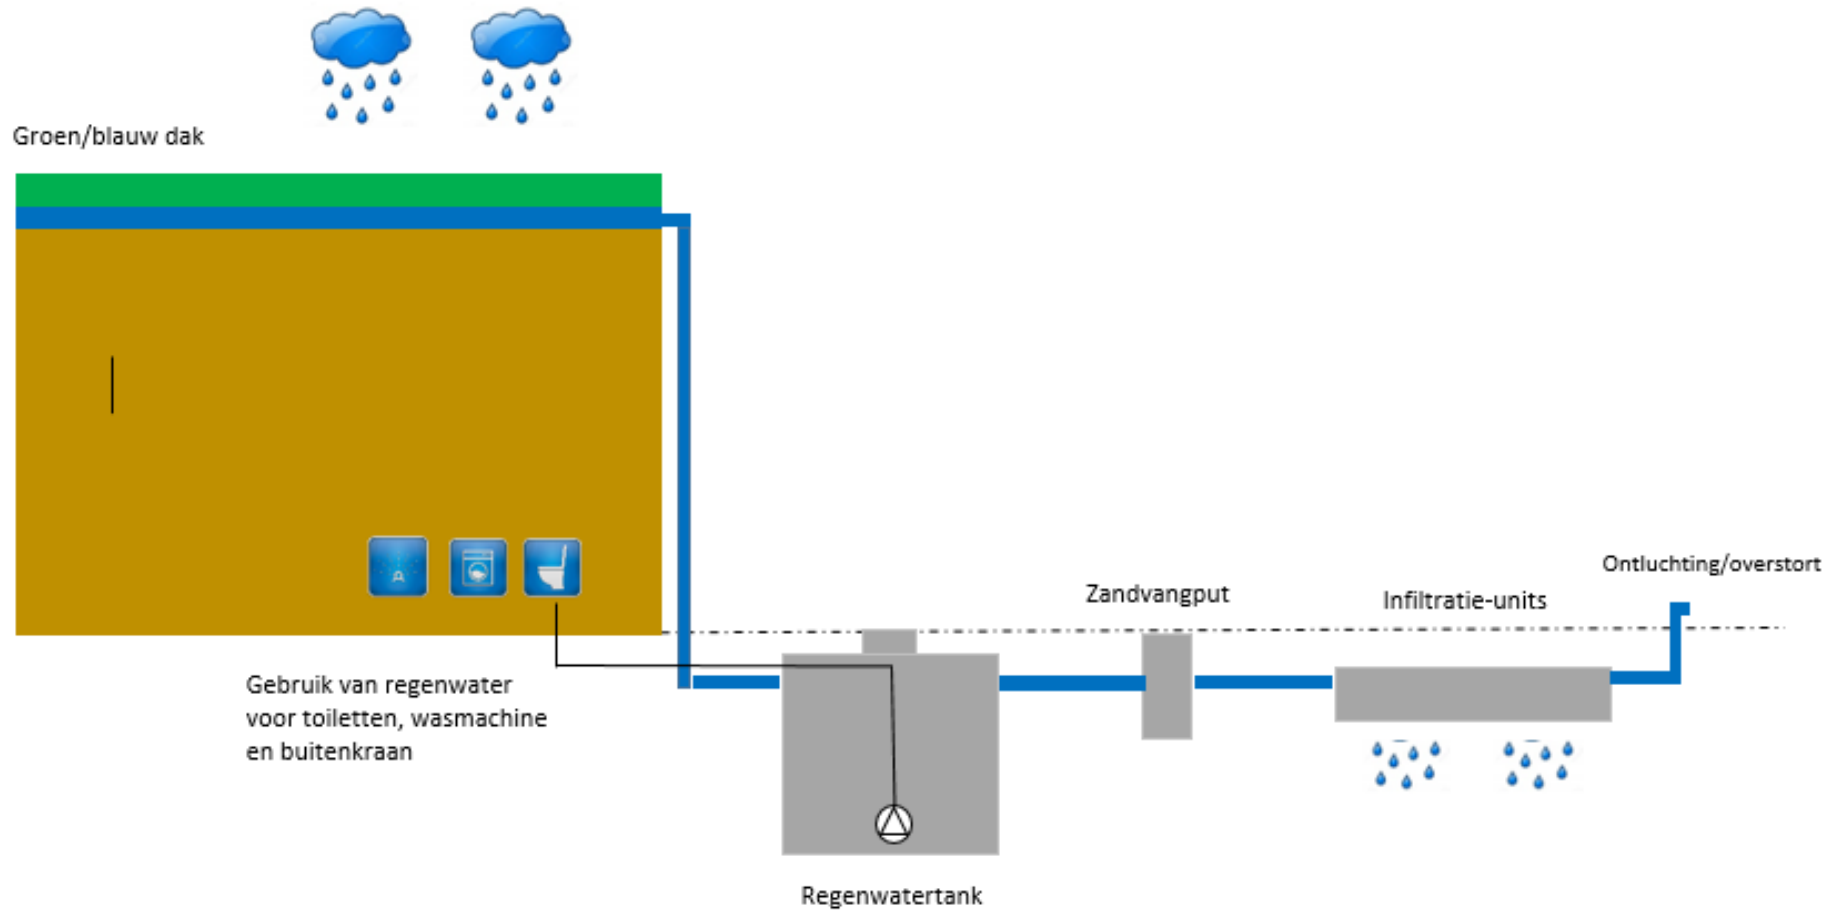 Groen/blauw dak
Ontluchting/overstort
Zandvangput
Infiltratie-units
Gebruik van regenwater
voor toiletten, wasmachine
en buitenkraan
Regenwatertank